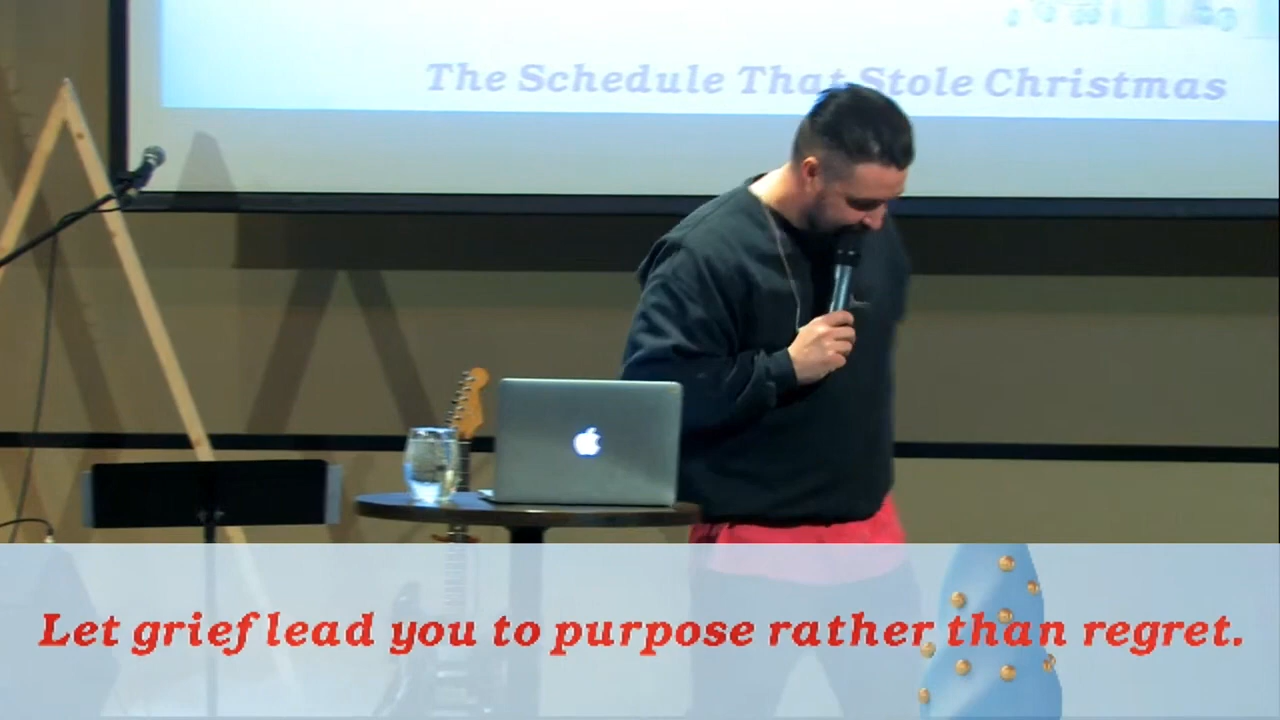 The Schedule That Stole Christmas
Let grief lead you to purpose rather than regret.